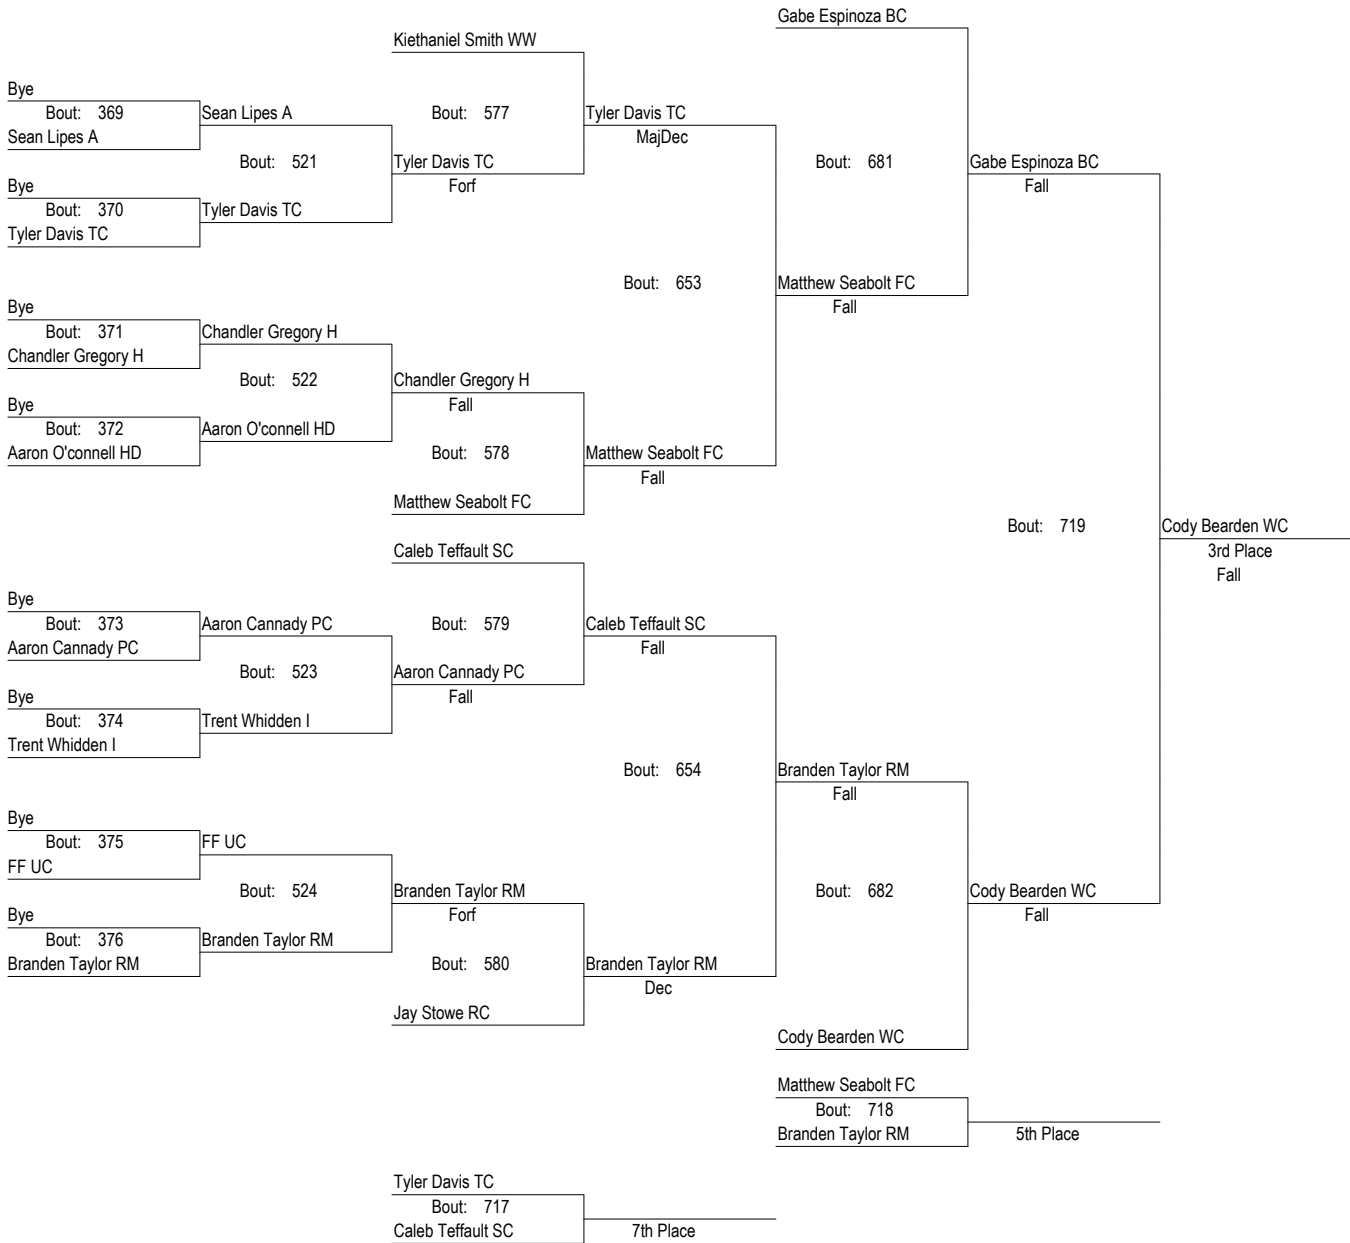 Gabe Espinoza BC
Kiethaniel Smith WW
Bye
Bout: 369
Sean Lipes A
Sean Lipes A
Bout: 577
Tyler Davis TC
MajDec
Bout: 521
Tyler Davis TC
Forf
Bout: 681
Gabe Espinoza BC
Fall
Bye
Bout: 370
Tyler Davis TC
Tyler Davis TC
Bout: 653
Matthew Seabolt FC
Fall
Bye
Bout: 371
Chandler Gregory H
Chandler Gregory H
Bout: 522
Chandler Gregory H
Fall
Bye
Bout: 372
Aaron O'connell HD
Aaron O'connell HD
Bout: 578
Matthew Seabolt FC
Fall
Matthew Seabolt FC
Bout: 719
Cody Bearden WC
3rd Place
Fall
Caleb Teffault SC
Bye
Bout: 373
Aaron Cannady PC
Aaron Cannady PC
Bout: 579
Caleb Teffault SC
Fall
Bout: 523
Aaron Cannady PC
Fall
Bye
Bout: 374
Trent Whidden I
Trent Whidden I
Bout: 654
Branden Taylor RM
Fall
Bye
Bout: 375
FF UC
FF UC
Bout: 524
Branden Taylor RM
Forf
Bout: 682
Cody Bearden WC
Fall
Bye
Bout: 376
Branden Taylor RM
Branden Taylor RM
Bout: 580
Branden Taylor RM
Dec
Jay Stowe RC
Cody Bearden WC
Matthew Seabolt FC
Bout: 718
Branden Taylor RM
5th Place
Tyler Davis TC
Bout: 717
Caleb Teffault SC
7th Place